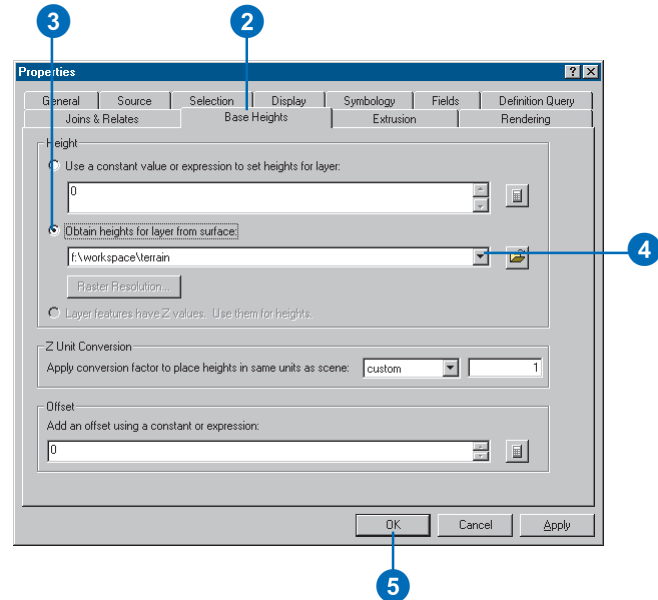 3
2
Properties
General Source Selection Display Symbology Fields Definition Query
Joins & Relates Base Heights Extrusion Rendering
Height
Use a constant value or expression to set heights for layer:
0
Obtain heights for layer from surface:
f:\workspace\terrain
4
Raster Resolution...
Layer features have Z values. Use them for heights.
Z Unit Conversion
Apply conversion factor to place heights in same units as scene: custom 1
Offset
Add an offset using a constant or expression:
0
OK Cancel Apply
5